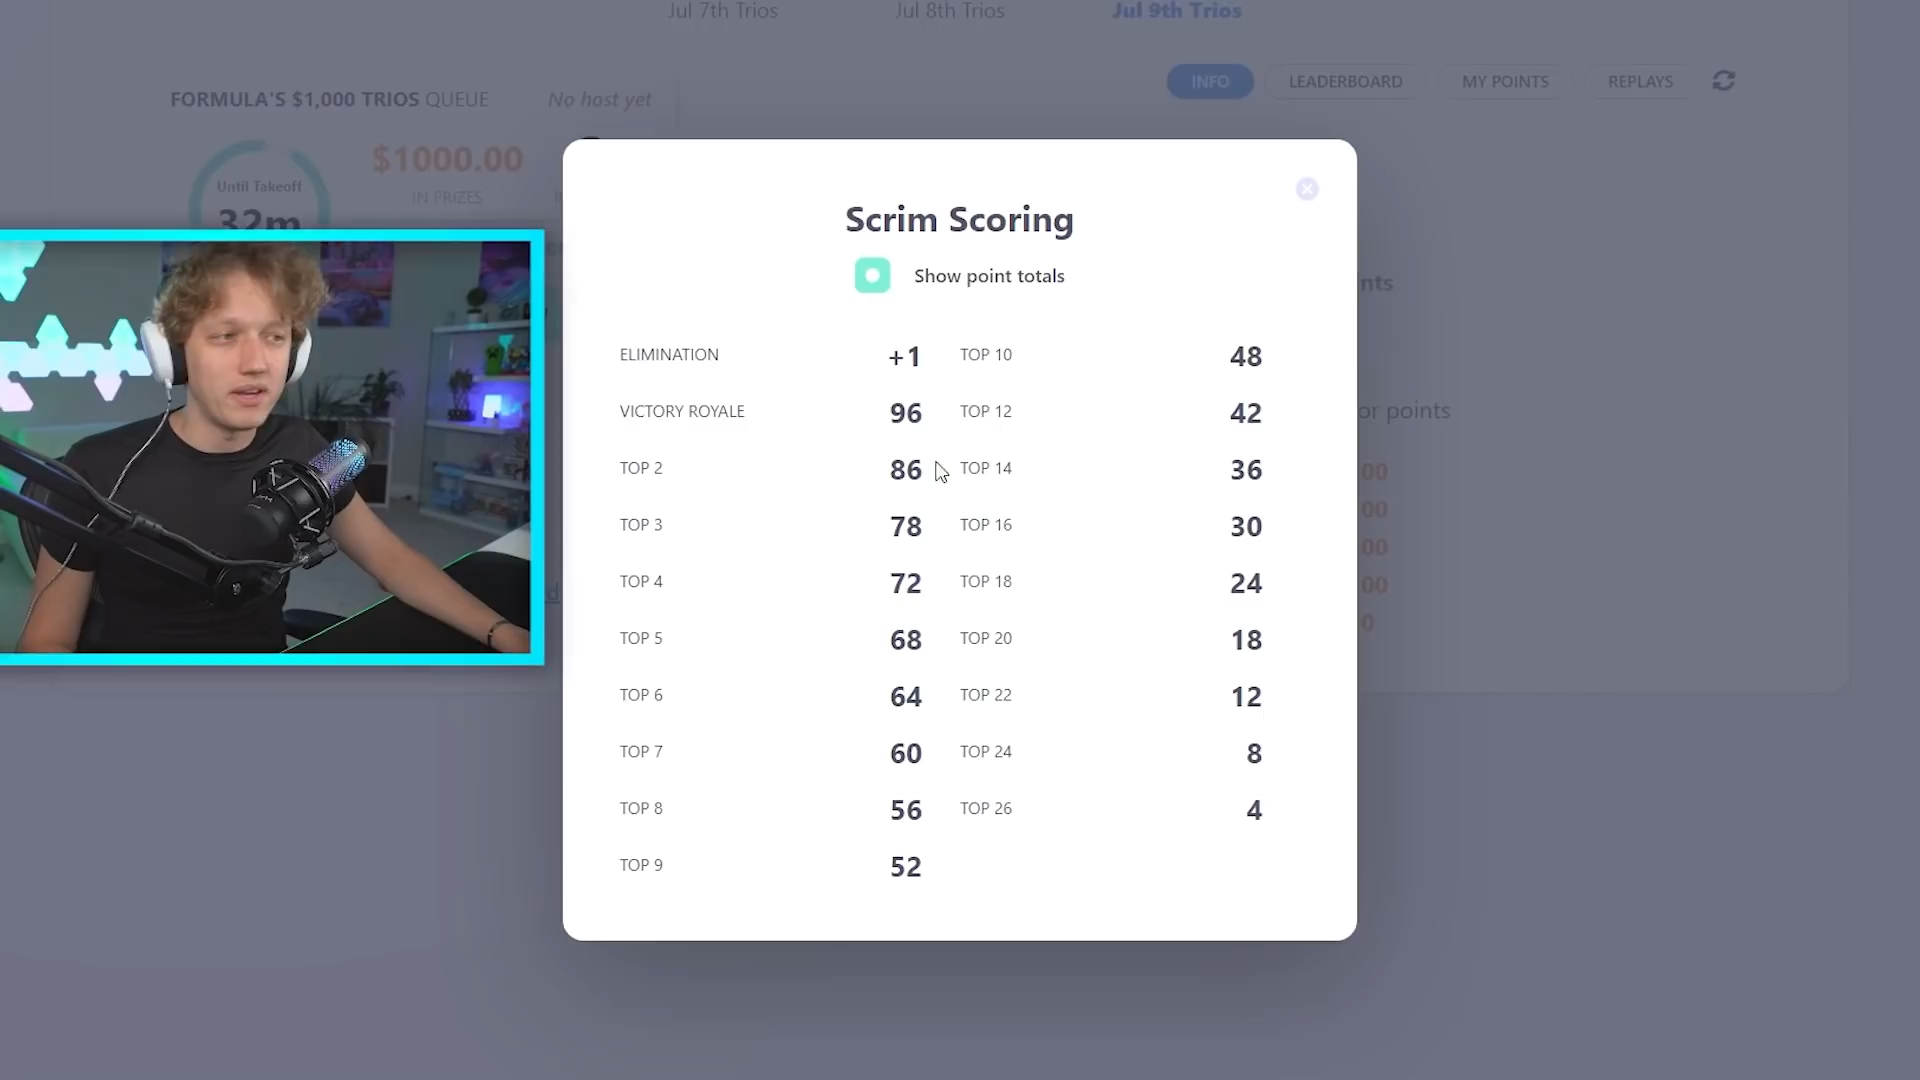 Jul 7th Trios
Jul 8th Trios
Jul 9th Trios
FORMULA'S $1,000 TRIOS QUEUE
No host yet
INFO
LEADERBOARD
MY POINTS
REPLAYS
$1000.00
IN PRIZES
Until Takeoff
32m
Scrim Scoring
Show point totals
ELIMINATION +1
VICTORY ROYALE 96
TOP 2 86
TOP 3 78
TOP 4 72
TOP 5 68
TOP 6 64
TOP 7 60
TOP 8 56
TOP 9 52
TOP 10 48
TOP 12 42
TOP 14 36
TOP 16 30
TOP 18 24
TOP 20 18
TOP 22 12
TOP 24 8
TOP 26 4
or points